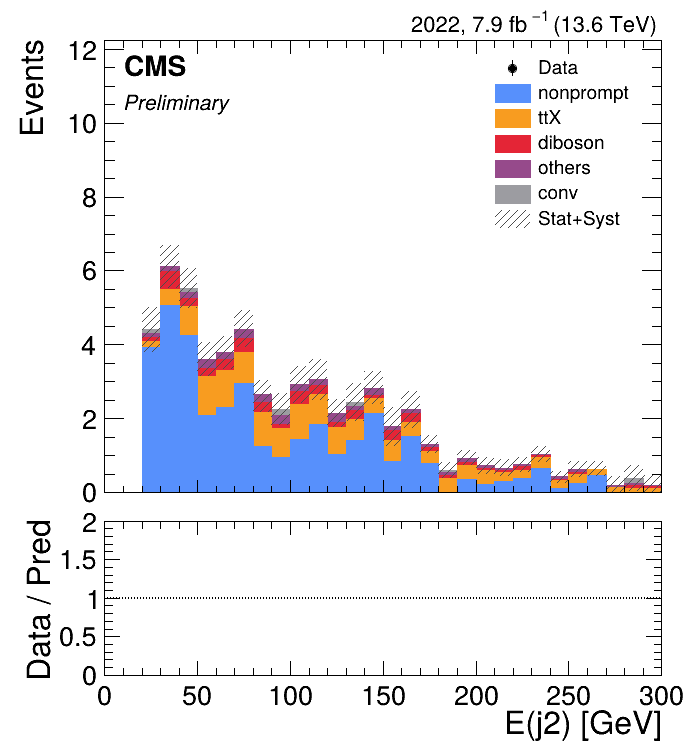 2022, 7.9 fb⁻¹ (13.6 TeV)
Events
CMS
Preliminary
Data
nonprompt
ttX
diboson
others
conv
Stat+Syst
12
10
8
6
4
2
0
Data / Pred
2
1.5
1
0.5
0
0 50 100 150 200 250 300
E(j2) [GeV]